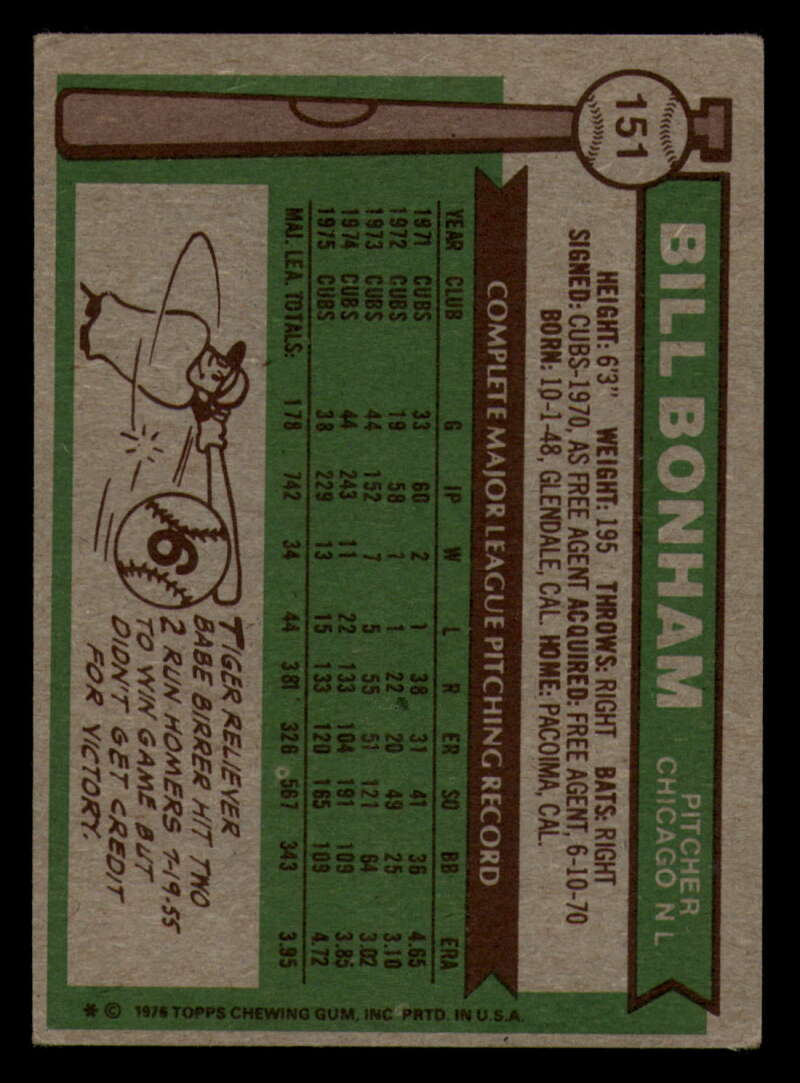 151
BILL BONHAM
PITCHER
CHICAGO N L
HEIGHT: 6'3" WEIGHT: 195 THROWS: RIGHT BATS: RIGHT
SIGNED: CUBS-1970, AS FREE AGENT ACQUIRED: FREE AGENT, 6-10-70
BORN: 10-1-48, GLENDALE, CAL. HOME: PACOIMA, CAL.
COMPLETE MAJOR LEAGUE PITCHING RECORD
YEAR CLUB G IP W L R ER SO BB ERA
1971 CUBS 33 60 2 1 38 31 41 36 4.65
1972 CUBS 19 58 1 1 22 20 49 25 3.10
1973 CUBS 44 152 7 5 55 51 121 64 3.02
1974 CUBS 44 243 11 22 133 104 191 109 3.85
1975 CUBS 38 229 13 15 133 120 165 109 4.72
MAJ. LEA. TOTALS: 178 742 34 44 381 326 567 343 3.95
6
TIGER RELIEVER
BABE BIRRER HIT TWO
2 RUN HOMERS 7-19-55
TO WIN GAME BUT
DIDN'T GET CREDIT
FOR VICTORY.
* © 1976 TOPPS CHEWING GUM, INC. PRTD. IN U.S.A.